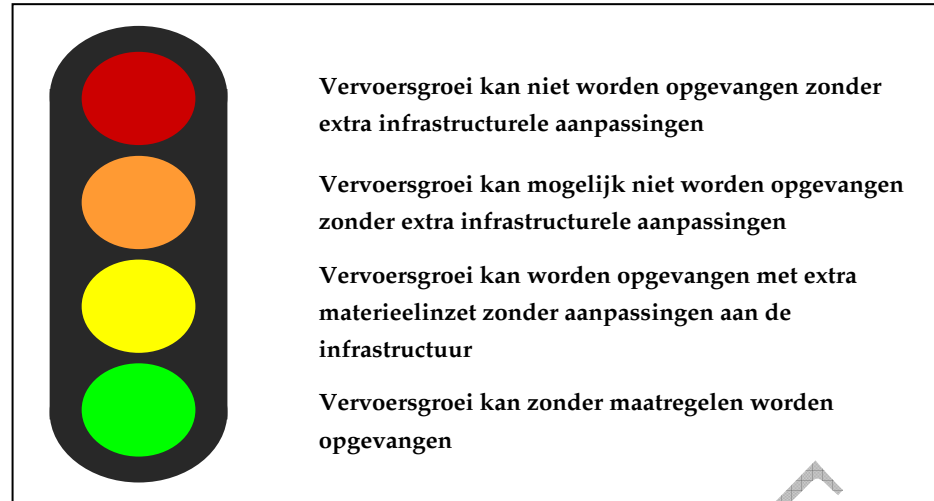 Vervoersgroei kan niet worden opgevangen zonder
extra infrastructurele aanpassingen
Vervoersgroei kan mogelijk niet worden opgevangen
zonder extra infrastructurele aanpassingen
Vervoersgroei kan worden opgevangen met extra
materieelinzet zonder aanpassingen aan de
infrastructuur
Vervoersgroei kan zonder maatregelen worden
opgevangen